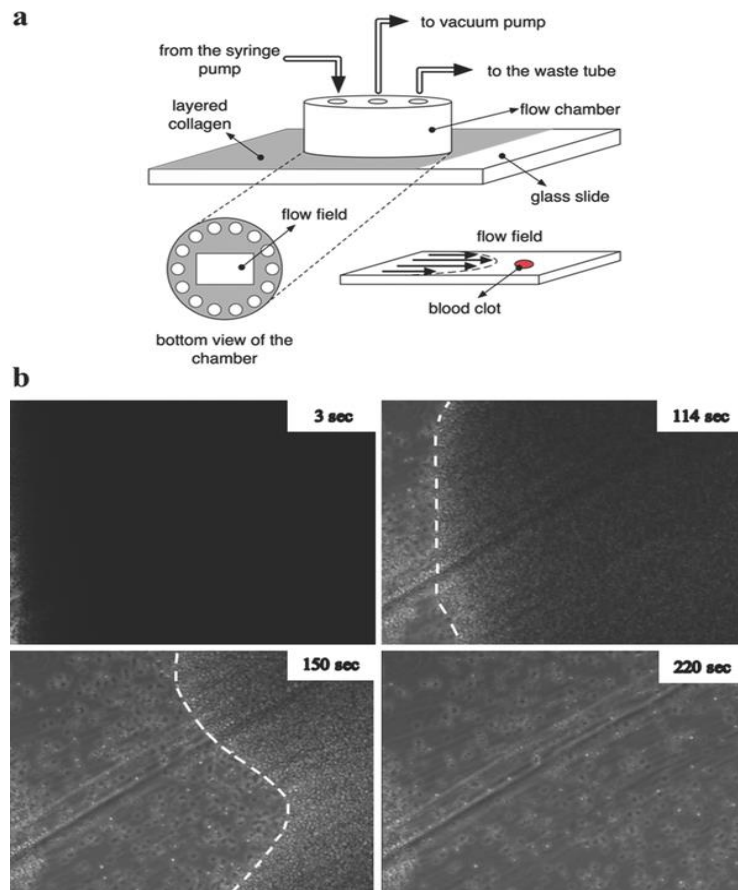 a
to vacuum pump
from the syringe
pump
to the waste tube
layered
collagen
flow chamber
glass slide
flow field
flow field
blood clot
bottom view of the
chamber
b
3 sec
114 sec
150 sec
220 sec